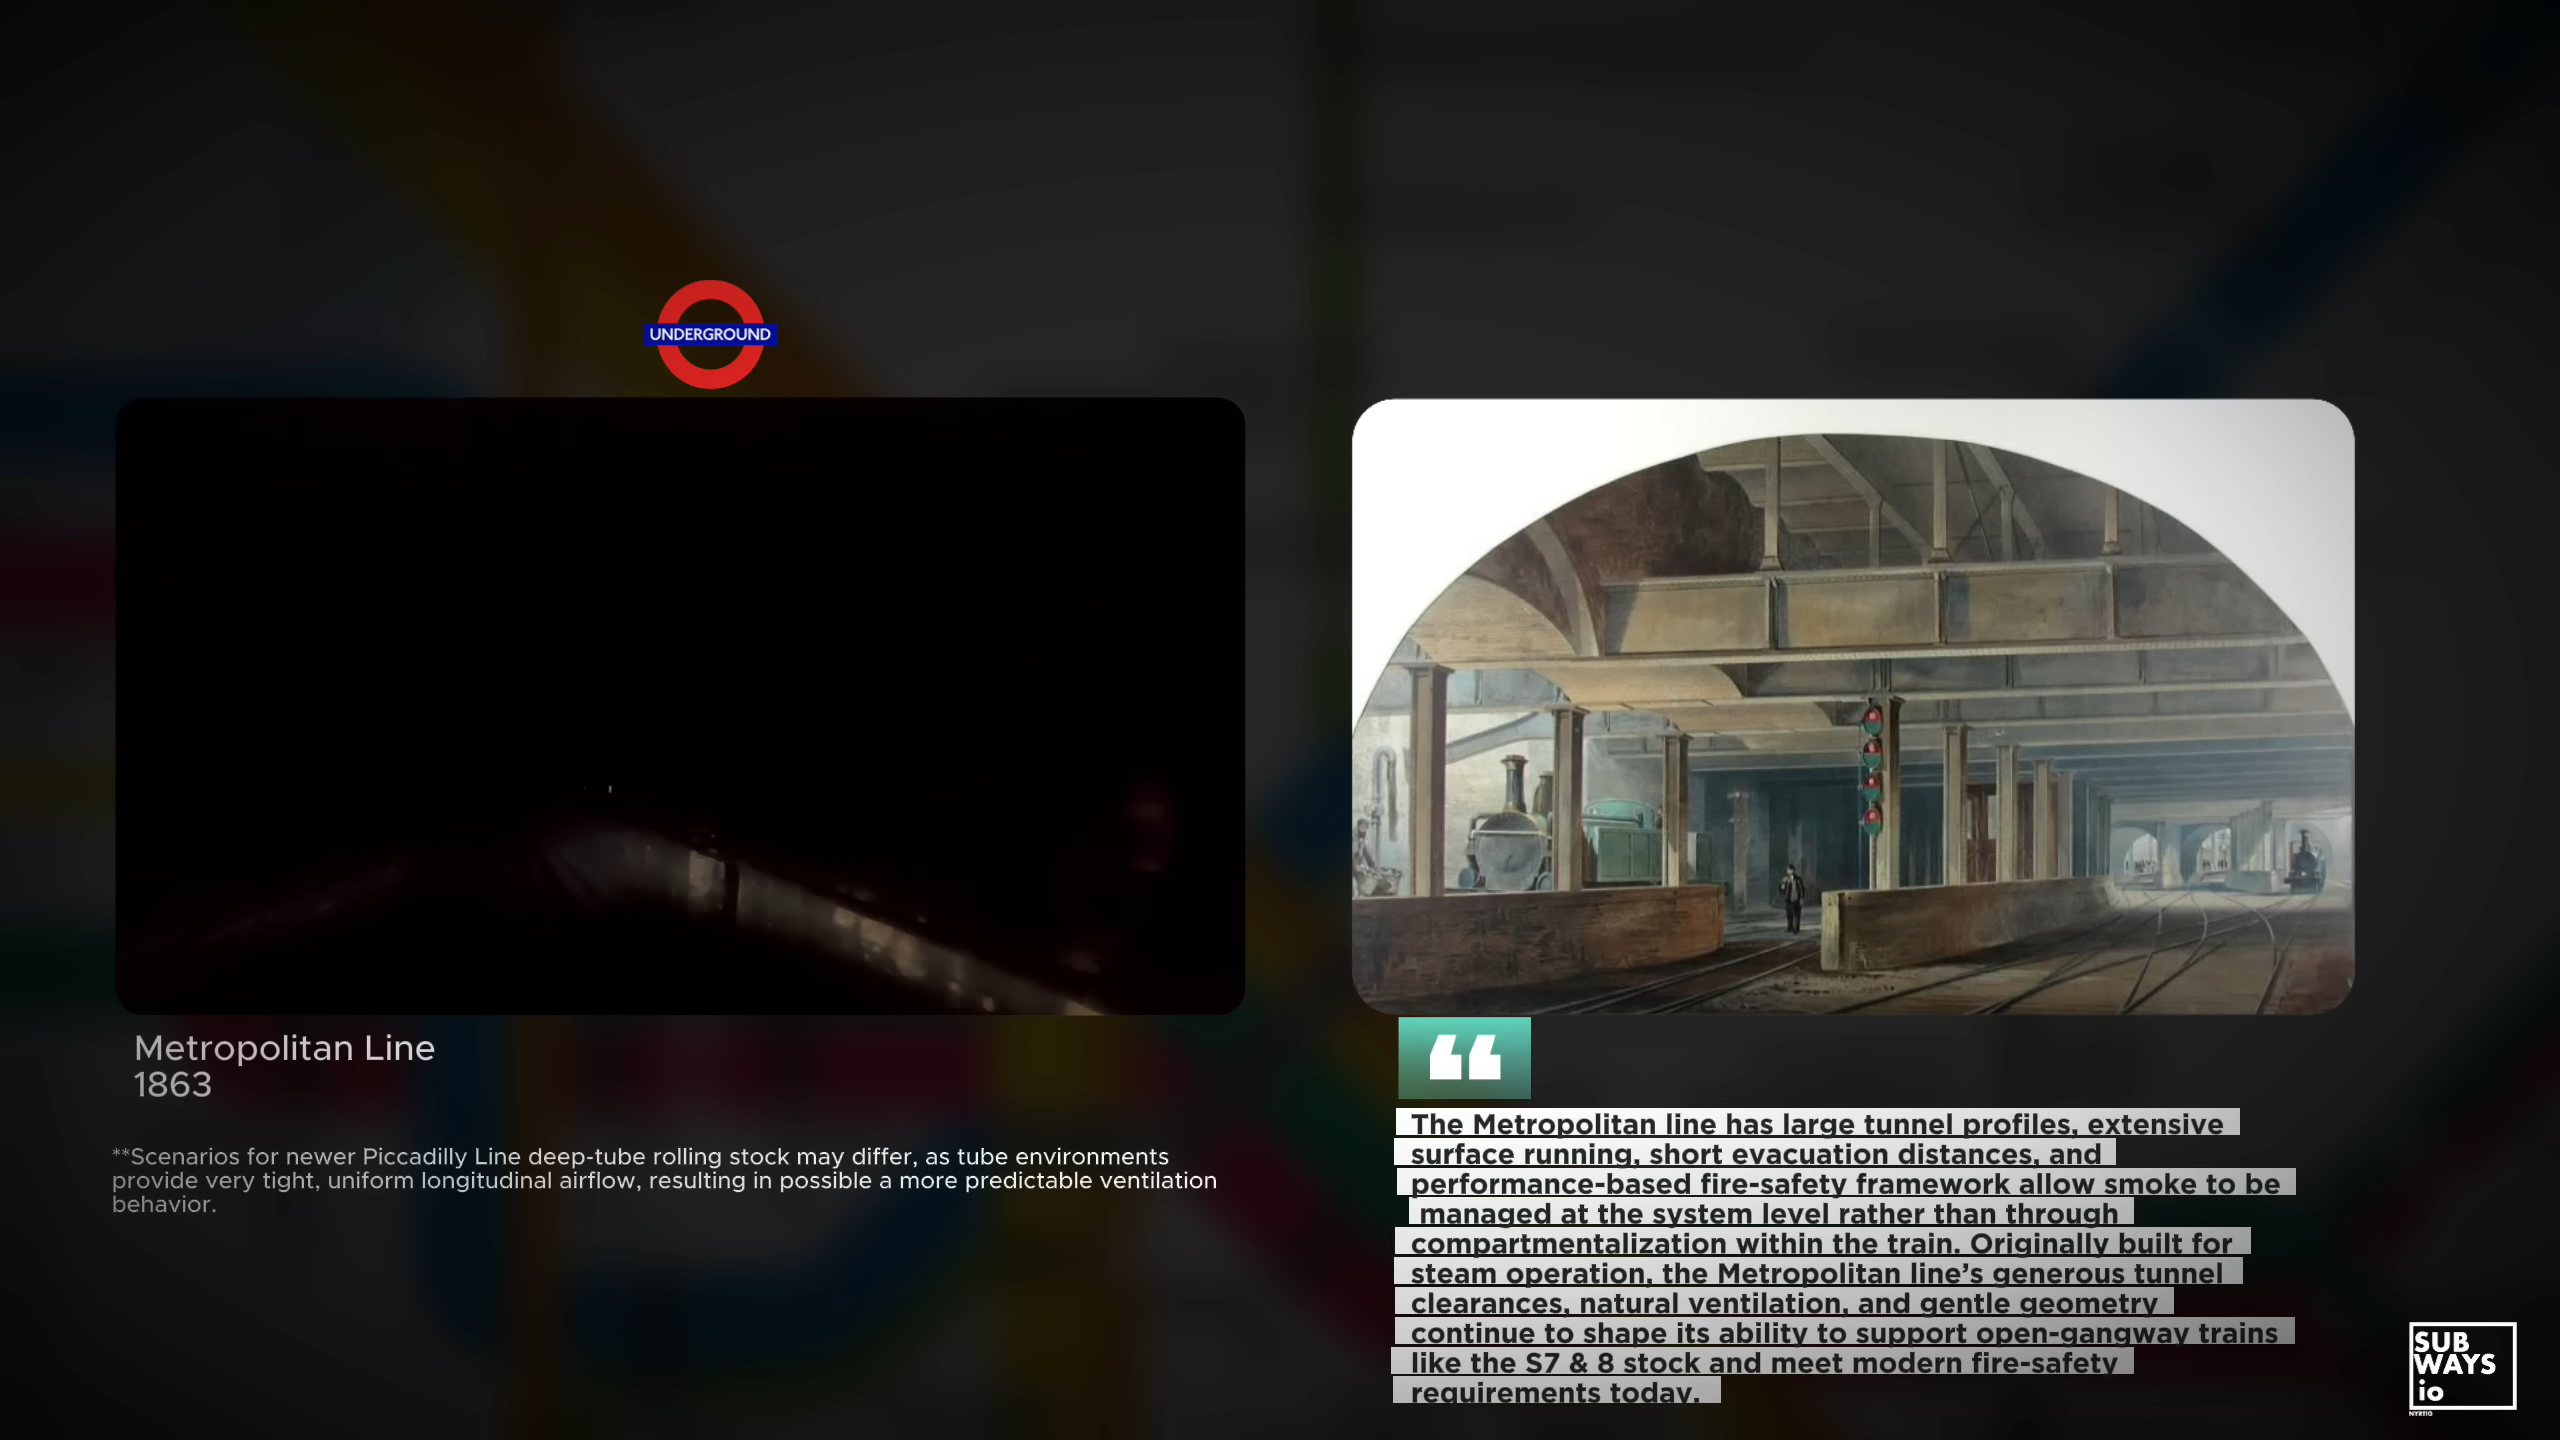 UNDERGROUND
Metropolitan Line
1863
**Scenarios for newer Piccadilly Line deep-tube rolling stock may differ, as tube environments
provide very tight, uniform longitudinal airflow, resulting in possible a more predictable ventilation
behavior.
“
The Metropolitan line has large tunnel profiles, extensive
surface running, short evacuation distances, and
performance-based fire-safety framework allow smoke to be
managed at the system level rather than through
compartmentalization within the train. Originally built for
steam operation, the Metropolitan line’s generous tunnel
clearances, natural ventilation, and gentle geometry
continue to shape its ability to support open-gangway trains
like the S7 & 8 stock and meet modern fire-safety
requirements today.
SUB
WAYS
io
NYRTIG